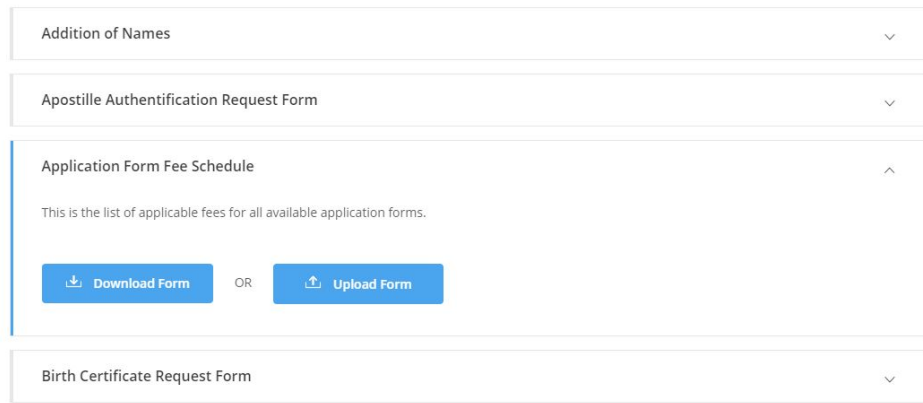 Addition of Names
Apostille Authentification Request Form
Application Form Fee Schedule
This is the list of applicable fees for all available application forms.
Download Form OR Upload Form
Birth Certificate Request Form